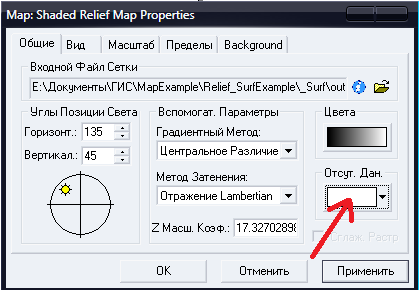 Map: Shaded Relief Map Properties
Общие Вид Масштаб Пределы Background
Входной Файл Сетки
E:\Документы\ГИС\MapExample\Relief_SurfExample\_Surf\out
Углы Позиции Света
Горизонт.: 135
Вертикал.: 45
Вспомогат. Параметры
Градиентный Метод:
Центральное Различие
Метод Затенения:
Отражение Lambertian
Z Масш. Коэф.: 17.32702898
Цвета
Отсут. Дан.
Сглаж. Растр
OK Отменить Применить